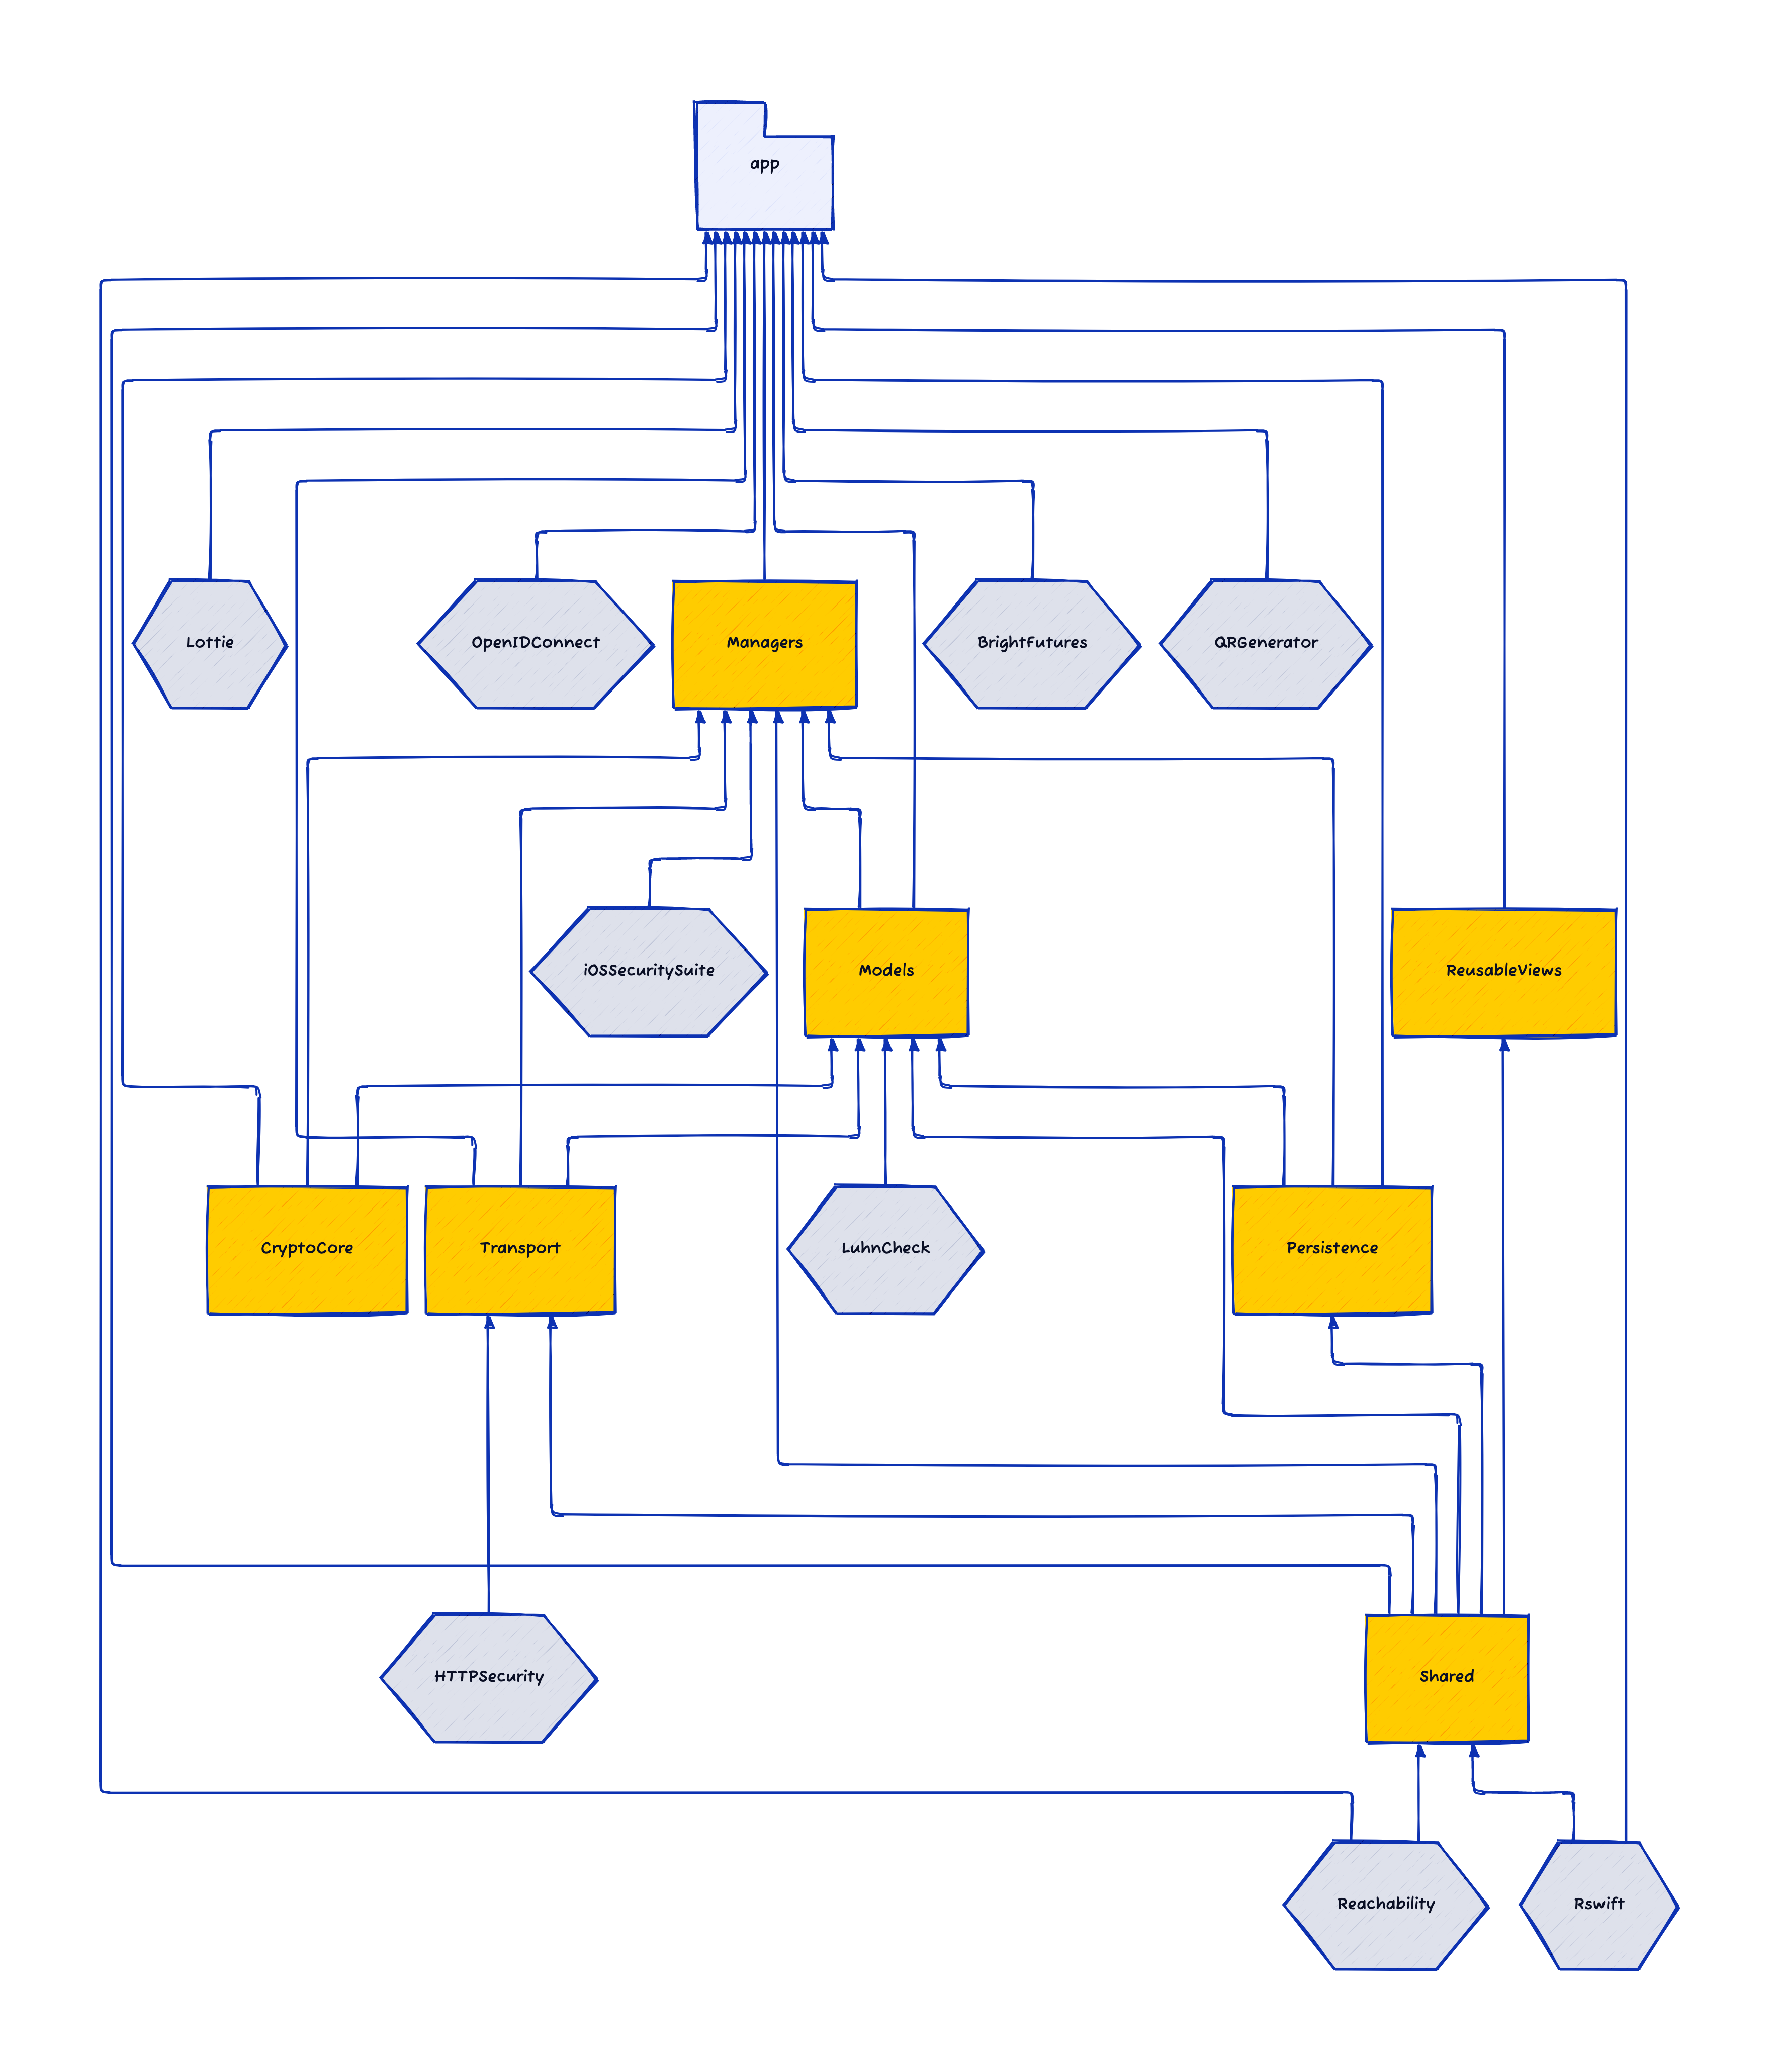 app
Lottie
OpenIDConnect
Managers
BrightFutures
QRGenerator
iOSSecuritySuite
Models
ReusableViews
CryptoCore
Transport
LuhnCheck
Persistence
HTTPSecurity
Shared
Reachability
Rswift